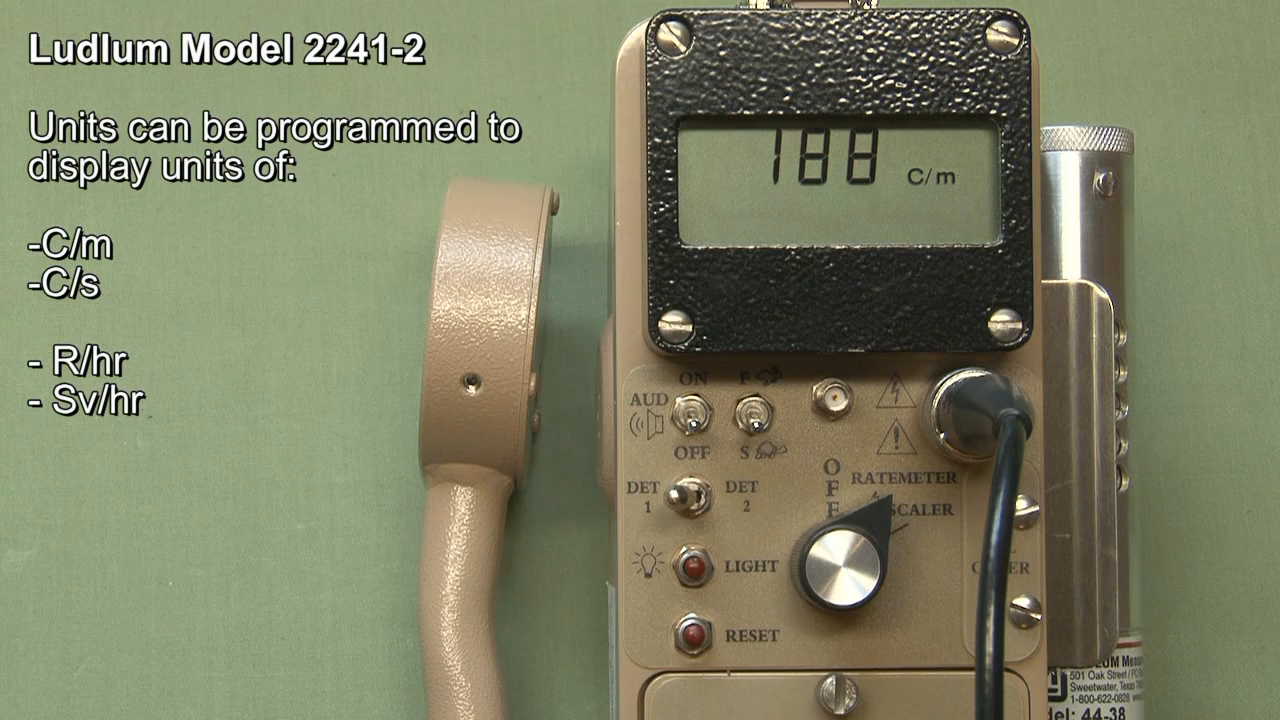 Ludlum Model 2241-2
Units can be programmed to
display units of:
-C/m
-C/s
- R/hr
- Sv/hr
188 C/m
ON
F
AUD
OFF
S
DET
1
DET
2
OFF
RATEMETER
SCALER
LIGHT
RESET
501 Oak Street / PO
Sweetwater, Texas
1-800-622-0828
44-38